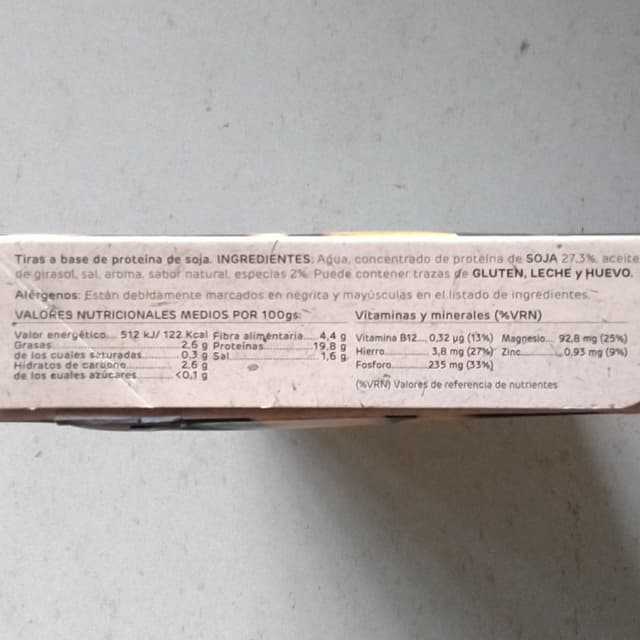 Tiras a base de proteína de soja. INGREDIENTES: Agua, concentrado de proteína de SOJA 27.3%, aceite
de girasol, sal, aroma, sabor natural, especias 2%. Puede contener trazas de GLUTEN, LECHE y HUEVO.
Alérgenos: Están debidamente marcados en negrita y mayúsculas en el listado de ingredientes.
VALORES NUTRICIONALES MEDIOS POR 100gs:
Valor energético... 512 kJ/ 122 Kcal
Grasas 2,6 g
de los cuales saturadas 0,3 g
Hidratos de carbono 2,6 g
de los cuales azúcares <0,1 g
Fibra alimentaria 4,4 g
Proteínas 19,8 g
Sal 1,6 g
Vitaminas y minerales (%VRN)
Vitamina B12 0,32 µg (13%)
Hierro 3,8 mg (27%)
Fosforo 235 mg (33%)
Magnesio 92,8 mg (25%)
Zinc 0,93 mg (9%)
(%VRN) Valores de referencia de nutrientes